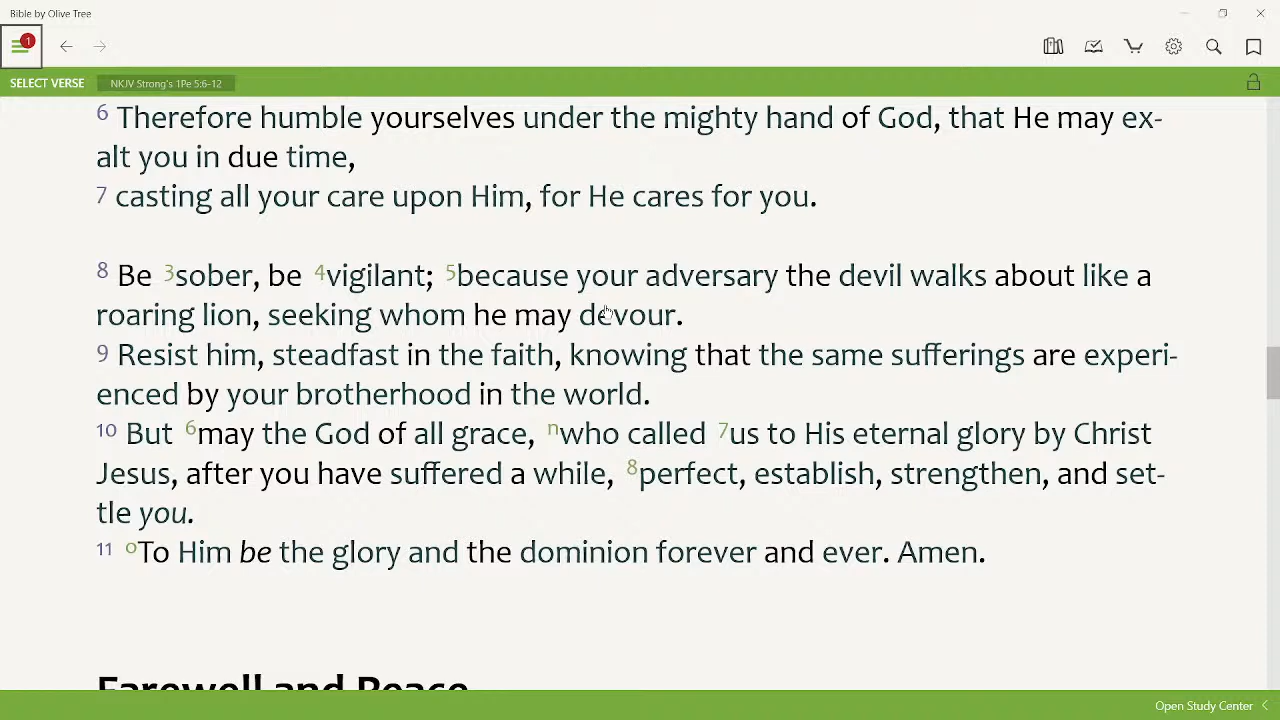 Bible by Olive Tree
1
SELECT VERSE NKJV Strong's 1Pe 5:6-12
6 Therefore humble yourselves under the mighty hand of God, that He may ex-
alt you in due time,
7 casting all your care upon Him, for He cares for you.
8 Be 3sober, be 4vigilant; 5because your adversary the devil walks about like a
roaring lion, seeking whom he may devour.
9 Resist him, steadfast in the faith, knowing that the same sufferings are experi-
enced by your brotherhood in the world.
10 But 6may the God of all grace, nwho called 7us to His eternal glory by Christ
Jesus, after you have suffered a while, 8perfect, establish, strengthen, and set-
tle you.
11 oTo Him be the glory and the dominion forever and ever. Amen.
Farewell and Peace
Open Study Center